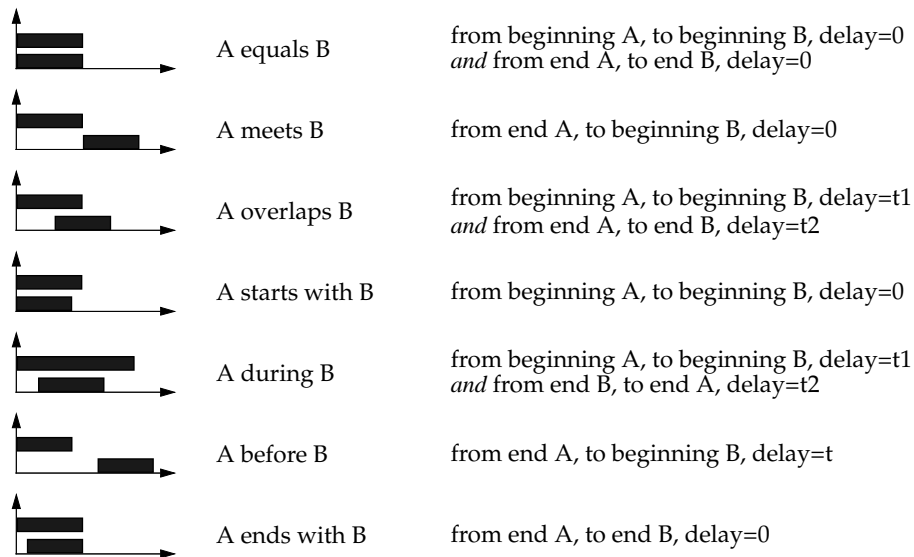 A equals B
from beginning A, to beginning B, delay=0
and from end A, to end B, delay=0
A meets B
from end A, to beginning B, delay=0
A overlaps B
from beginning A, to beginning B, delay=t1
and from end A, to end B, delay=t2
A starts with B
from beginning A, to beginning B, delay=0
A during B
from beginning A, to beginning B, delay=t1
and from end B, to end A, delay=t2
A before B
from end A, to beginning B, delay=t
A ends with B
from end A, to end B, delay=0